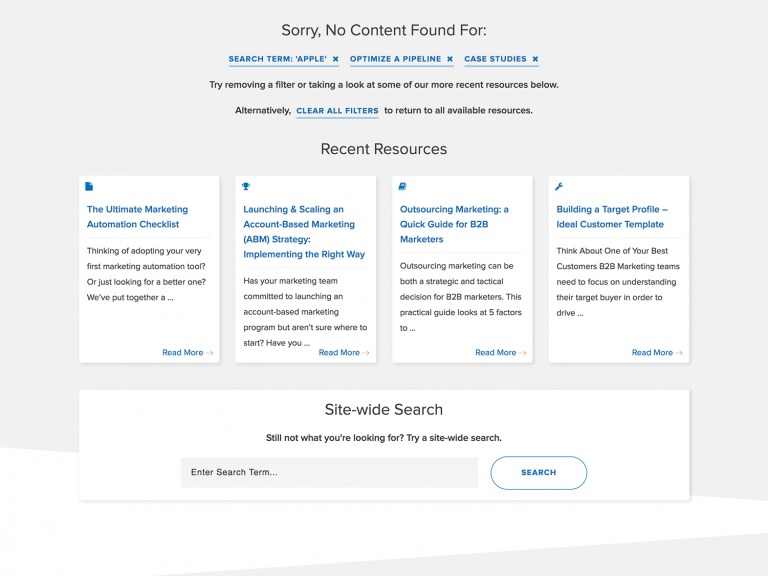 Sorry, No Content Found For:
SEARCH TERM: 'APPLE' ✖ OPTIMIZE A PIPELINE ✖ CASE STUDIES ✖
Try removing a filter or taking a look at some of our more recent resources below.
Alternatively, CLEAR ALL FILTERS to return to all available resources.
Recent Resources
The Ultimate Marketing
Automation Checklist
Thinking of adopting your very
first marketing automation tool?
Or just looking for a better one?
We've put together a ...
Read More →
Launching & Scaling an
Account-Based Marketing
(ABM) Strategy:
Implementing the Right Way
Has your marketing team
committed to launching an
account-based marketing
program but aren't sure where to
start? Have you ...
Read More →
Outsourcing Marketing: a
Quick Guide for B2B
Marketers
Outsourcing marketing can be
both a strategic and tactical
decision for B2B marketers. This
practical guide looks at 5 factors
to ...
Read More →
Building a Target Profile –
Ideal Customer Template
Think About One of Your Best
Customers B2B Marketing teams
need to focus on understanding
their target buyer in order to
drive ...
Read More →
Site-wide Search
Still not what you're looking for? Try a site-wide search.
Enter Search Term...
SEARCH